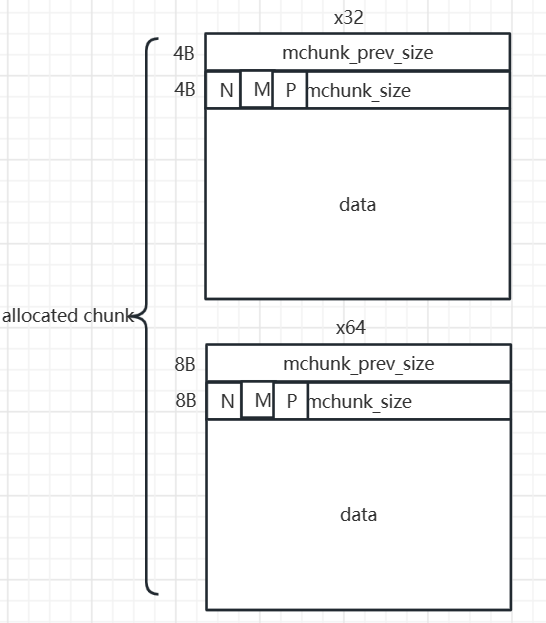 x32
4B mchunk_prev_size
4B N M P mchunk_size
data
allocated chunk
x64
8B mchunk_prev_size
8B N M P mchunk_size
data